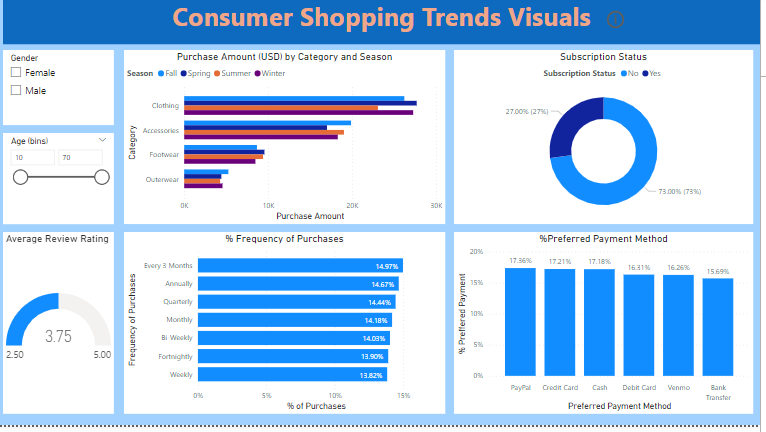 Consumer Shopping Trends Visuals
Gender
Female
Male
Age (bins)
10 70
Purchase Amount (USD) by Category and Season
Season Fall Spring Summer Winter
Category
Clothing
Accessories
Footwear
Outerwear
0K 10K 20K 30K
Purchase Amount
Subscription Status
Subscription Status No Yes
27.00% (27%)
73.00% (73%)
Average Review Rating
3.75
2.50 5.00
% Frequency of Purchases
Frequency of Purchases
Every 3 Months 14.97%
Annually 14.67%
Quarterly 14.44%
Monthly 14.18%
Bi-Weekly 14.03%
Fortnightly 13.90%
Weekly 13.82%
0% 5% 10% 15%
% of Purchases
%Preferred Payment Method
% Preffered Payment
20%
15%
10%
5%
0%
17.36% 17.21% 17.18% 16.31% 16.26% 15.69%
PayPal Credit Card Cash Debit Card Venmo Bank
Transfer
Preferred Payment Method